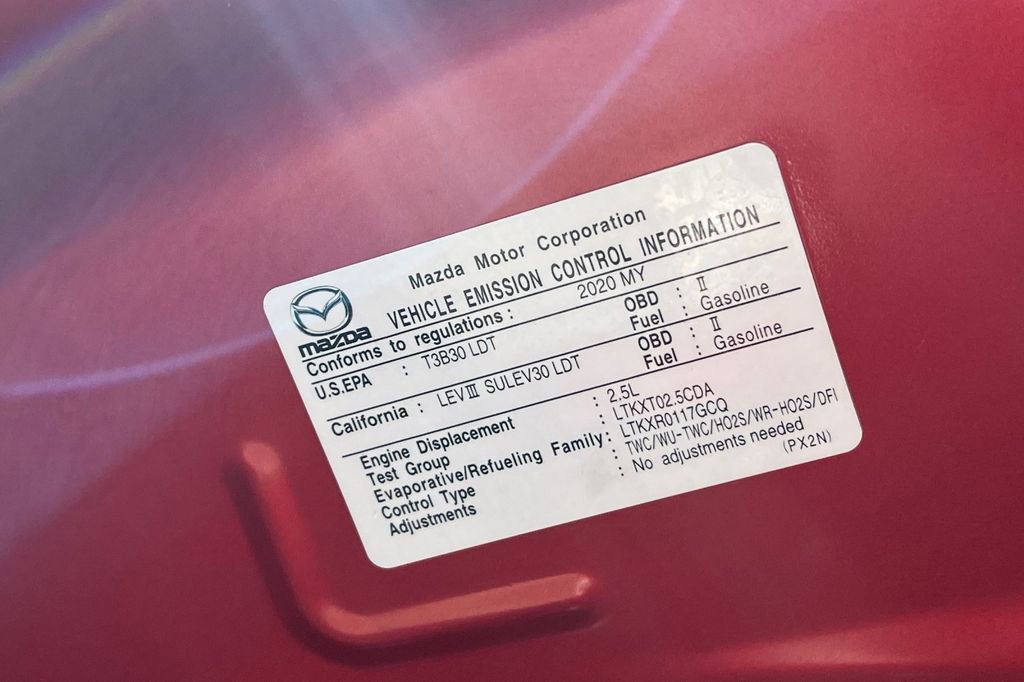 Mazda Motor Corporation
mazda
VEHICLE EMISSION CONTROL INFORMATION
Conforms to regulations : 2020 MY
U.S.EPA : T3B30 LDT OBD : II
Fuel : Gasoline
California : LEVIII SULEV30 LDT OBD : II
Fuel : Gasoline
Engine Displacement : 2.5L
Test Group : LTKXT02.5CDA
Evaporative/Refueling Family : LTKXR0117GCQ
Control Type : TWC/WU-TWC/HO2S/WR-HO2S/DFI
Adjustments : No adjustments needed
(PX2N)